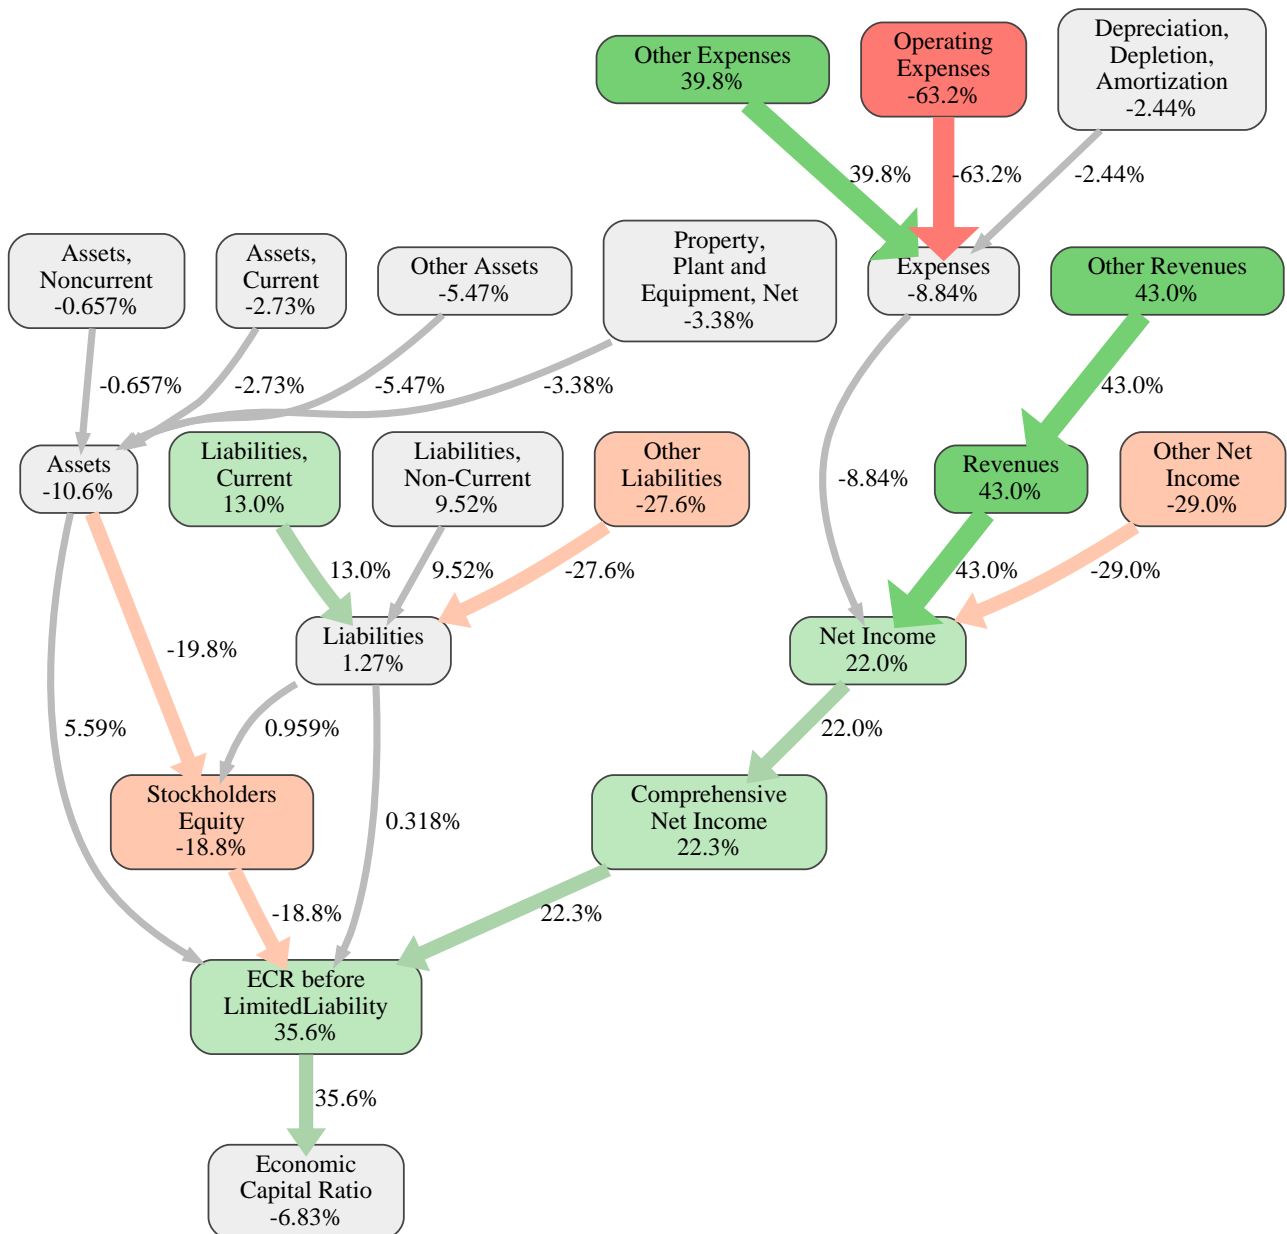 Other Expenses
39.8%
Operating
Expenses
-63.2%
Depreciation,
Depletion,
Amortization
-2.44%
39.8%
-63.2%
-2.44%
Assets,
Noncurrent
-0.657%
Assets,
Current
-2.73%
Other Assets
-5.47%
Property,
Plant and
Equipment, Net
-3.38%
Expenses
-8.84%
Other Revenues
43.0%
-0.657%
-2.73%
-5.47%
-3.38%
43.0%
Assets
-10.6%
Liabilities,
Current
13.0%
Liabilities,
Non-Current
9.52%
Other
Liabilities
-27.6%
-8.84%
Revenues
43.0%
Other Net
Income
-29.0%
13.0%
9.52%
-27.6%
43.0%
-29.0%
-19.8%
Liabilities
1.27%
Net Income
22.0%
5.59%
0.959%
22.0%
Stockholders
Equity
-18.8%
0.318%
Comprehensive
Net Income
22.3%
-18.8%
22.3%
ECR before
LimitedLiability
35.6%
35.6%
Economic
Capital Ratio
-6.83%